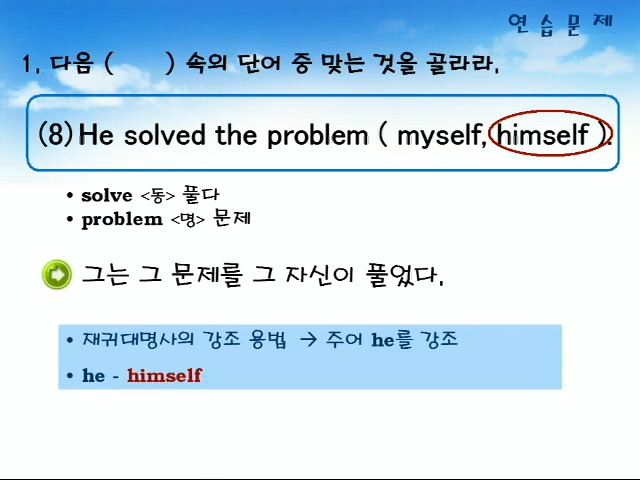 연 습 문 제
1. 다음 ( ) 속의 단어 중 맞는 것을 골라라.
(8) He solved the problem ( myself, himself ).
• solve <동> 풀다
• problem <명> 문제
그는 그 문제를 그 자신이 풀었다.
• 재귀대명사의 강조 용법 → 주어 he를 강조
• he - himself